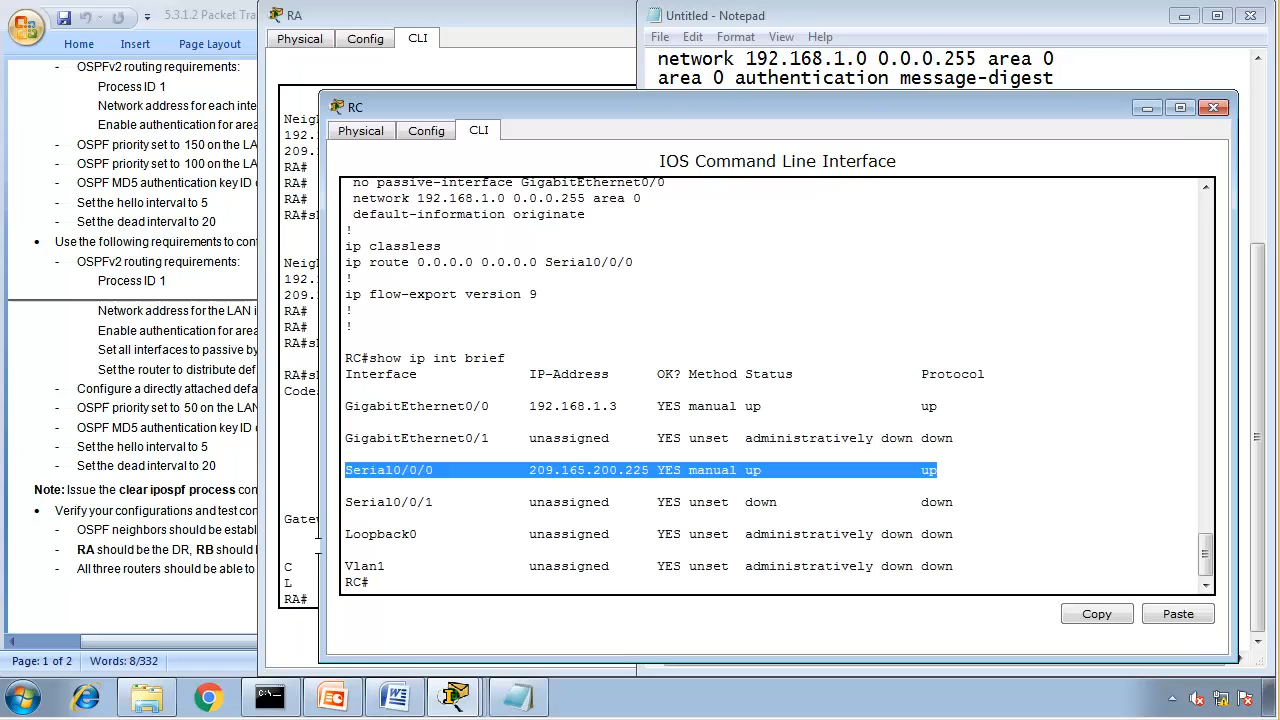 5.3.1.2 Packet Tra
Home Insert Page Layout
- OSPFv2 routing requirements:
Process ID 1
Network address for each inte
Enable authentication for area
- OSPF priority set to 150 on the LA
- OSPF priority set to 100 on the LA
- OSPF MD5 authentication key ID o
- Set the hello interval to 5
- Set the dead interval to 20
• Use the following requirements to con
- OSPFv2 routing requirements:
Process ID 1
Network address for the LAN i
Enable authentication for area
Set all interfaces to passive by
Set the router to distribute def
- Configure a directly attached defa
- OSPF priority set to 50 on the LAN
- OSPF MD5 authentication key ID
- Set the hello interval to 5
- Set the dead interval to 20
Note: Issue the clear ipospf process con
• Verify your configurations and test con
- OSPF neighbors should be establ
- RA should be the DR, RB should
- All three routers should be able to
Page: 1 of 2 Words: 8/332
RA
Physical Config CLI
Neigh
192.
209.
RA#
RA#
RA#
RA#s
Neigh
192.
209.
RA#
RA#
RA#s
RA#s
Codes
Gatew
C
L
RA#
Untitled - Notepad
File Edit Format View Help
network 192.168.1.0 0.0.0.255 area 0
area 0 authentication message-digest
RC
Physical Config CLI
IOS Command Line Interface
no passive-interface GigabitEthernet0/0
network 192.168.1.0 0.0.0.255 area 0
default-information originate
!
ip classless
ip route 0.0.0.0 0.0.0.0 Serial0/0/0
!
ip flow-export version 9
!
!
RC#show ip int brief
Interface IP-Address OK? Method Status Protocol
GigabitEthernet0/0 192.168.1.3 YES manual up up
GigabitEthernet0/1 unassigned YES unset administratively down down
Serial0/0/0 209.165.200.225 YES manual up up
Serial0/0/1 unassigned YES unset down down
Loopback0 unassigned YES unset administratively down down
Vlan1 unassigned YES unset administratively down down
RC#
Copy Paste